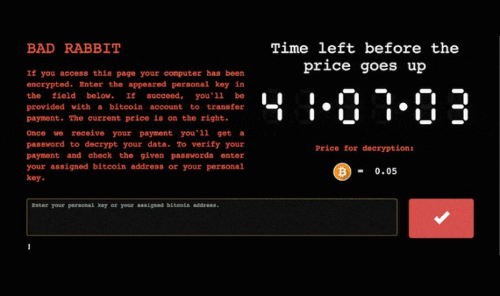 BAD RABBIT
If you access this page your computer has been
encrypted. Enter the appeared personal key in
the field below. If succeed, you'll be
provided with a bitcoin account to transfer
payment. The current price is on the right.
Once we receive your payment you'll get a
password to decrypt your data. To verify your
payment and check the given passwords enter
your assigned bitcoin address or your personal
key.
Time left before the
price goes up
41:07:03
Price for decryption:
₿ = 0.05
Enter your personal key or your assigned bitcoin address.
!